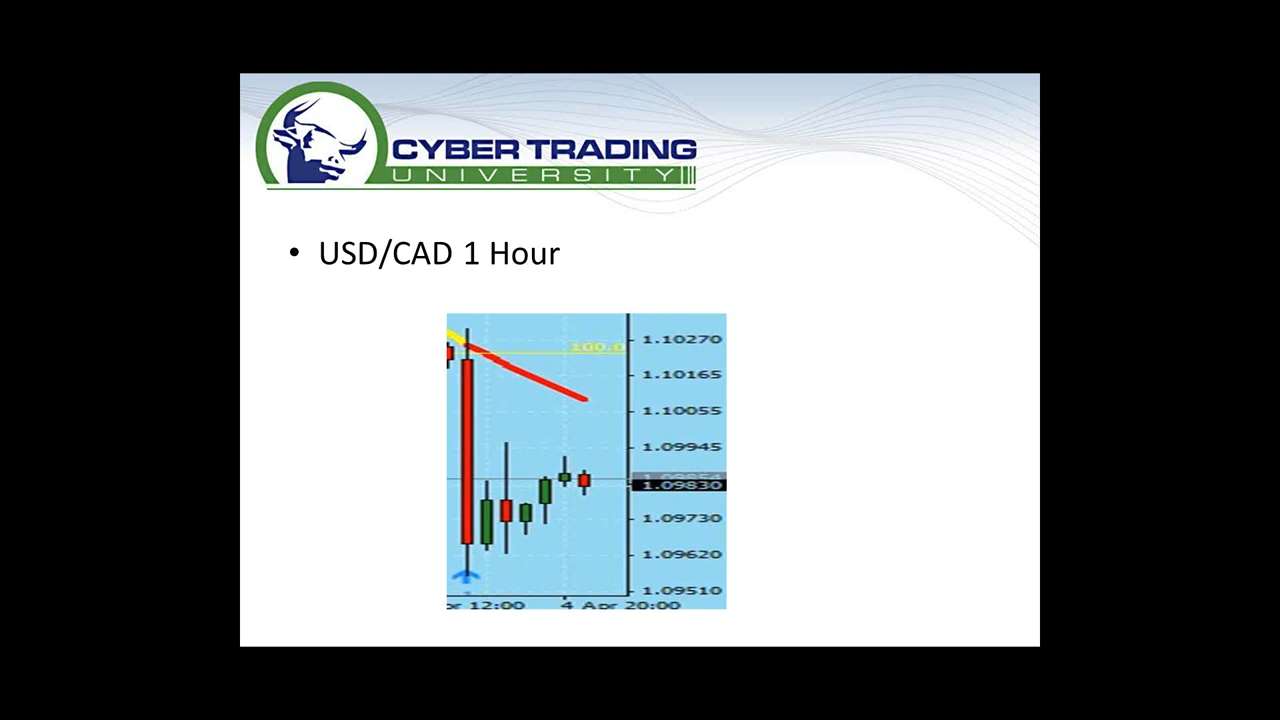 CYBER TRADING
UNIVERSITY
• USD/CAD 1 Hour
1.10270
100.0
1.10165
1.10055
1.09945
1.09830
1.09730
1.09620
1.09510
12:00 4 Apr 20:00